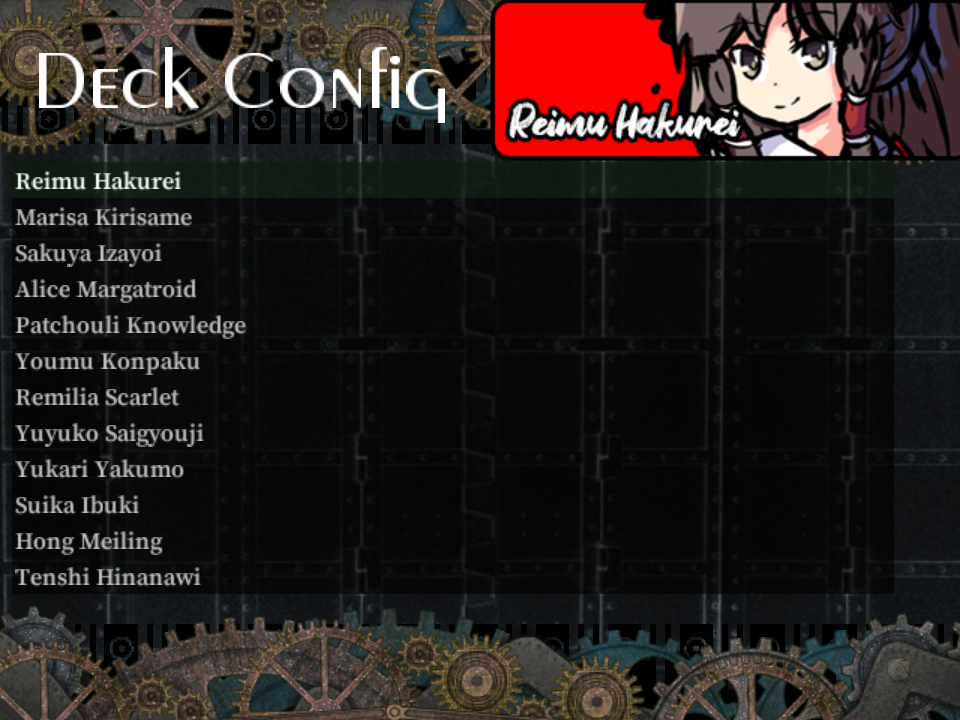 Deck Config
Reimu Hakurei
Reimu Hakurei
Marisa Kirisame
Sakuya Izayoi
Alice Margatroid
Patchouli Knowledge
Youmu Konpaku
Remilia Scarlet
Yuyuko Saigyouji
Yukari Yakumo
Suika Ibuki
Hong Meiling
Tenshi Hinanawi